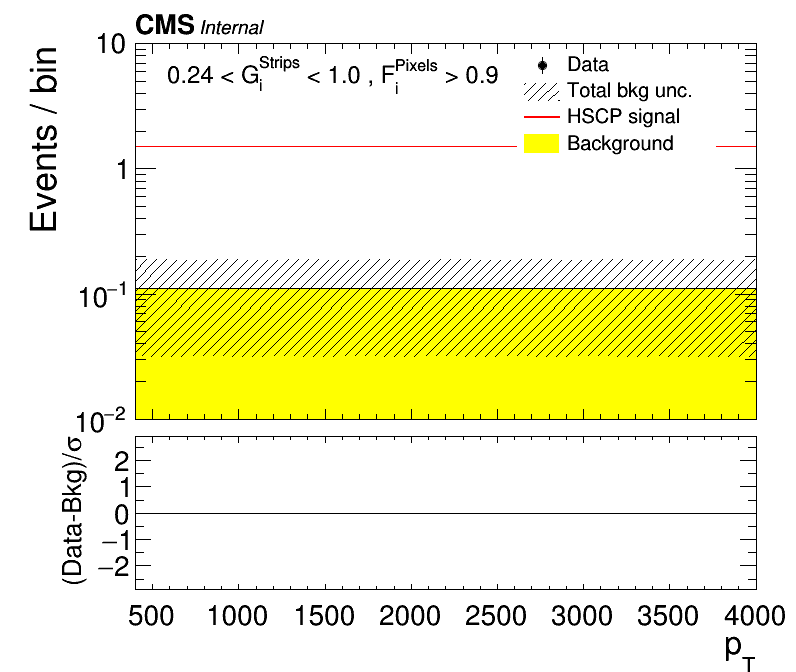 CMS Internal
Events / bin
10
1
10⁻¹
10⁻²
0.24 < G_i^Strips < 1.0 , F_i^Pixels > 0.9
Data
Total bkg unc.
HSCP signal
Background
(Data-Bkg)/σ
2
1
0
−1
−2
500 1000 1500 2000 2500 3000 3500 4000
p_T